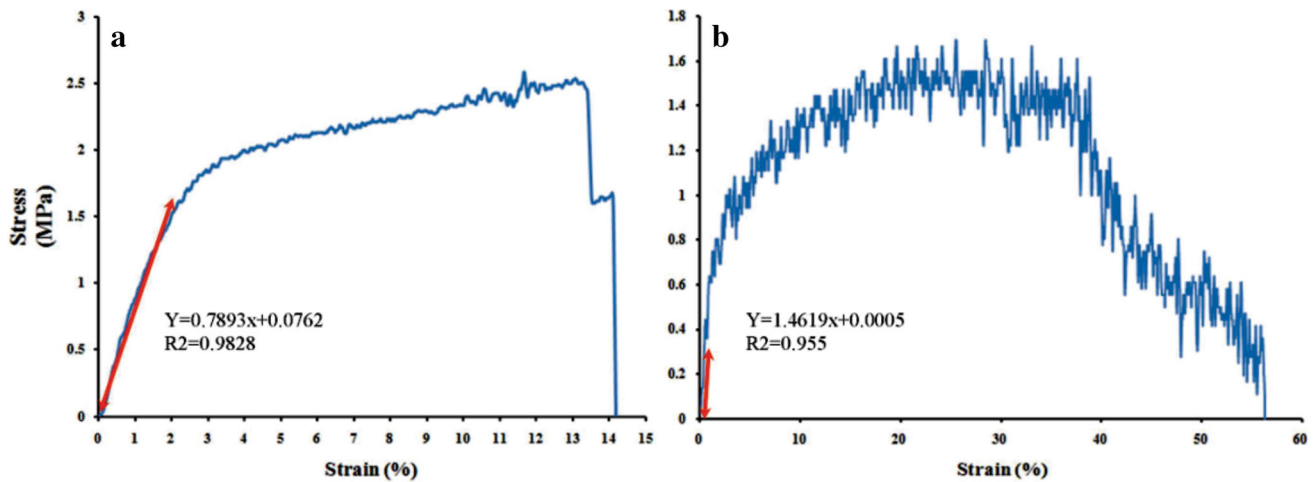 a
3
2.5
2
1.5
1
0.5
0
Stress
(MPa)
Y=0.7893x+0.0762
R2=0.9828
0 1 2 3 4 5 6 7 8 9 10 11 12 13 14 15
Strain (%)
b
1.8
1.6
1.4
1.2
1
0.8
0.6
0.4
0.2
0
Y=1.4619x+0.0005
R2=0.955
0 10 20 30 40 50 60
Strain (%)